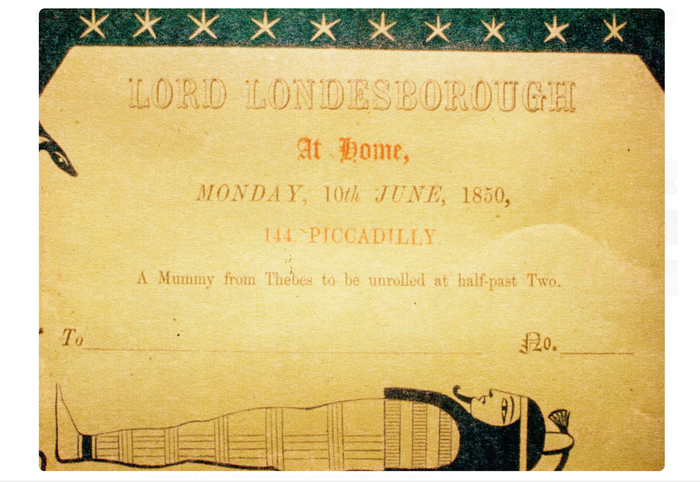 LORD LONDESBOROUGH
At Home,
MONDAY, 10th JUNE, 1850,
144, PICCADILLY.
A Mummy from Thebes to be unrolled at half-past Two.
To No.